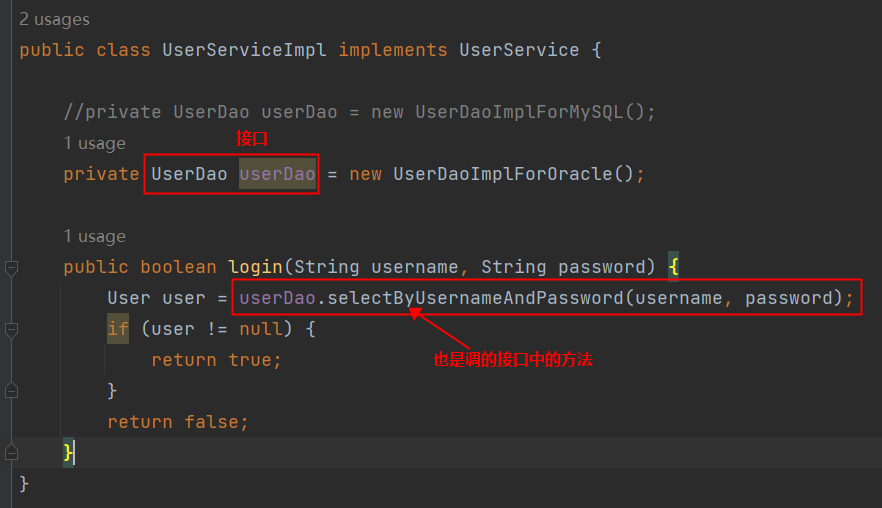 2 usages
public class UserServiceImpl implements UserService {
//private UserDao userDao = new UserDaoImplForMySQL();
1 usage
接口
private UserDao userDao = new UserDaoImplForOracle();
1 usage
public boolean login(String username, String password) {
User user = userDao.selectByUsernameAndPassword(username, password);
if (user != null) {
return true;
也是调的接口中的方法
}
return false;
}
}